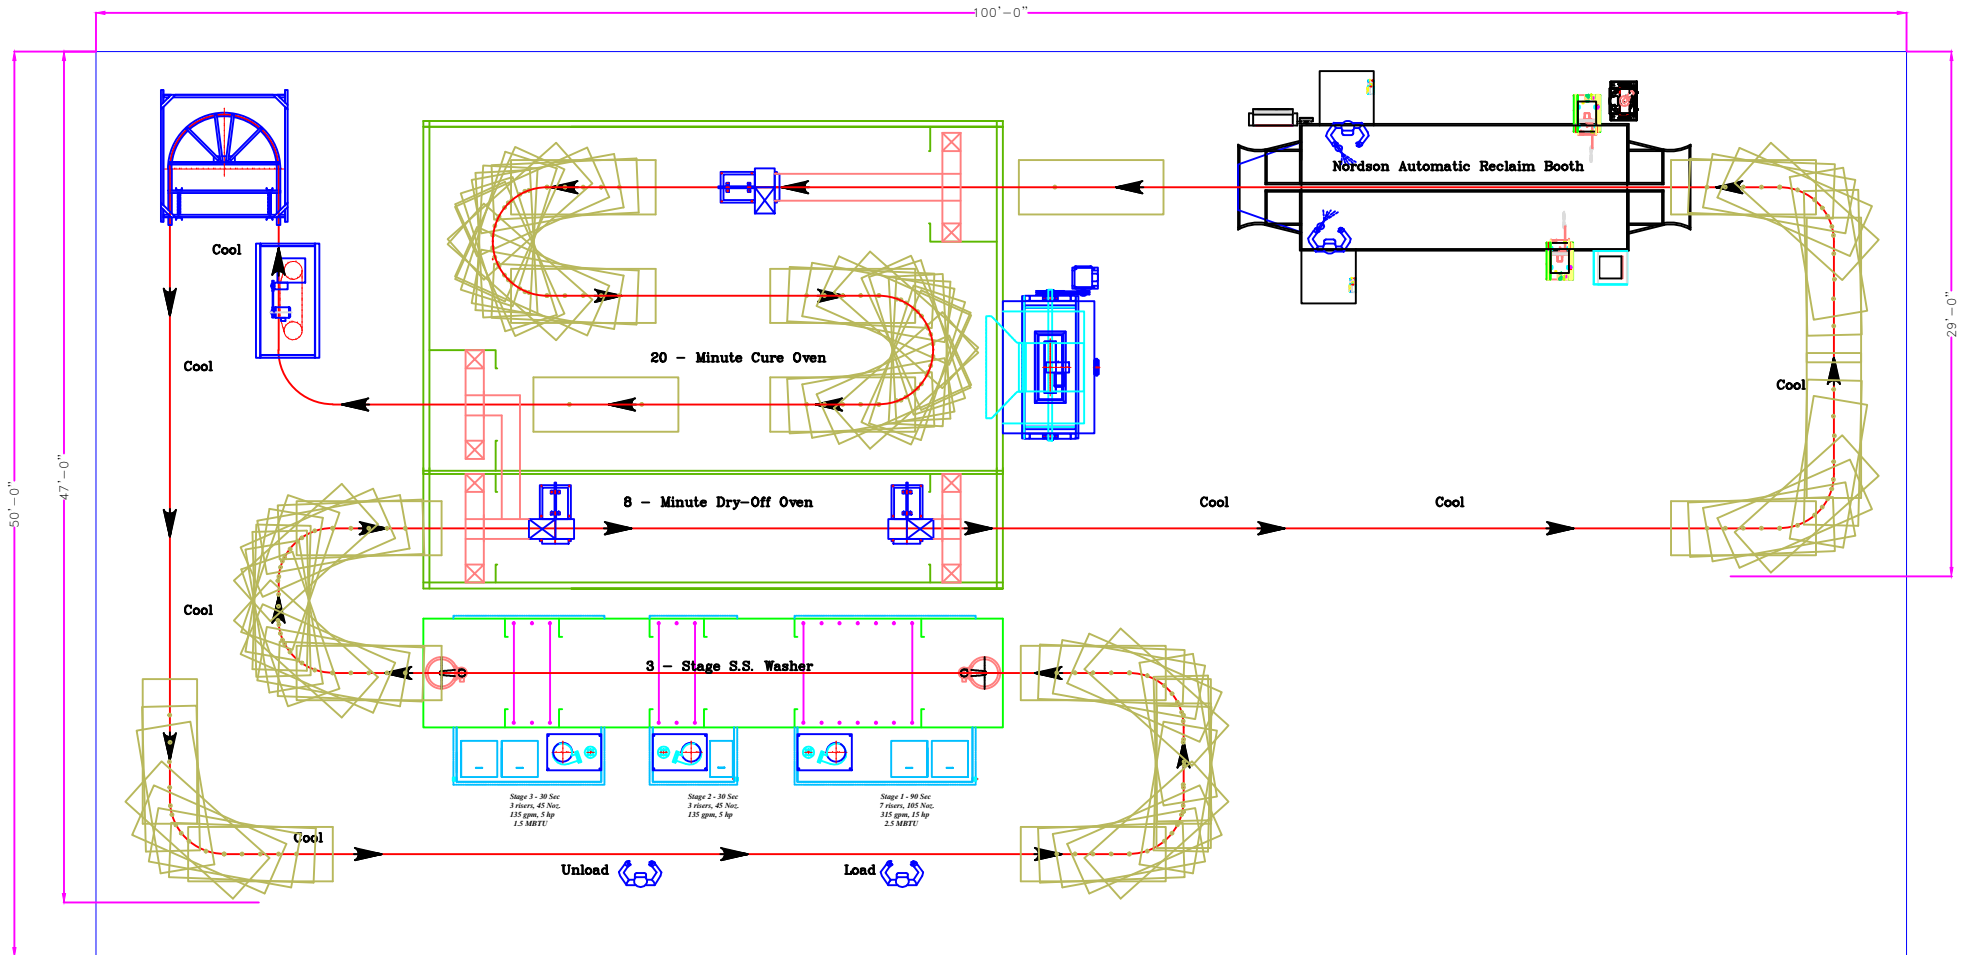 100'-0"
50'-0"
47'-0"
29'-0"
Nordson Automatic Reclaim Booth
Cool
20 - Minute Cure Oven
Cool
Cool
8 - Minute Dry-Off Oven
Cool
Cool
Cool
3 - Stage S.S. Washer
Stage 3 - 30 Sec
3 risers, 45 Noz.
135 gpm, 5 hp
1.5 MBTU
Stage 2 - 30 Sec
3 risers, 45 Noz.
135 gpm, 5 hp
Stage 1 - 90 Sec
7 risers, 105 Noz.
315 gpm, 15 hp
2.5 MBTU
Cool
Unload
Load